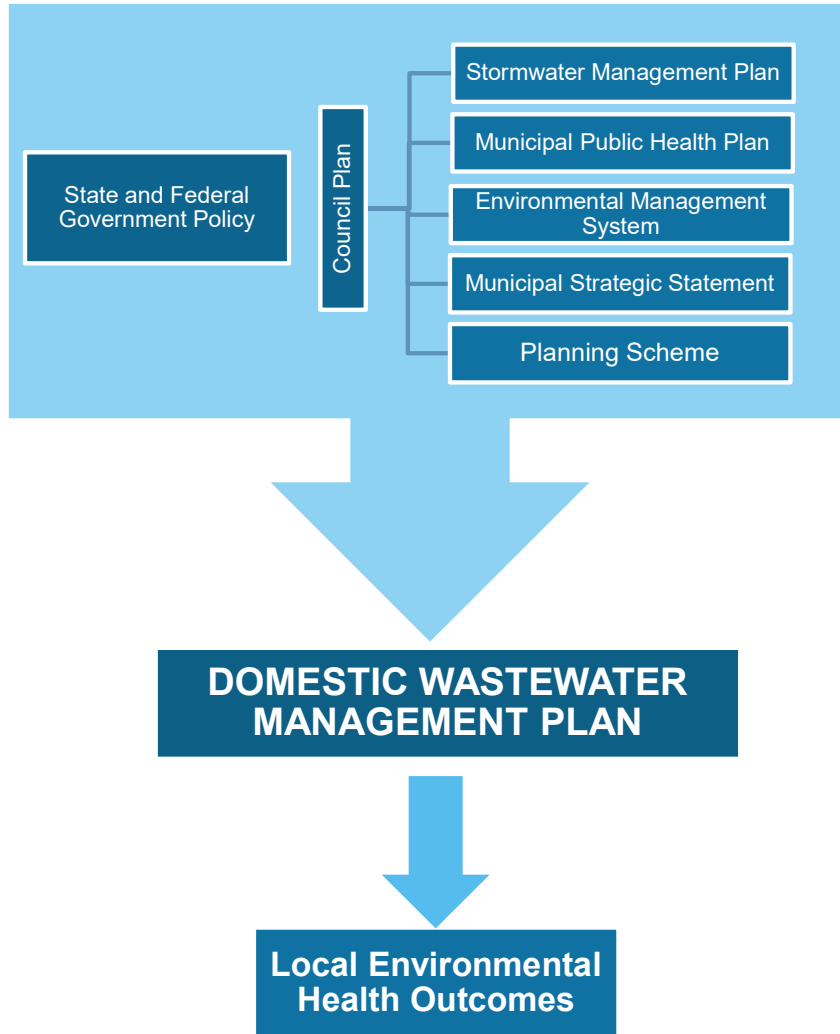 State and Federal
Government Policy
Council Plan
Stormwater Management Plan
Municipal Public Health Plan
Environmental Management
System
Municipal Strategic Statement
Planning Scheme
DOMESTIC WASTEWATER
MANAGEMENT PLAN
Local Environmental
Health Outcomes